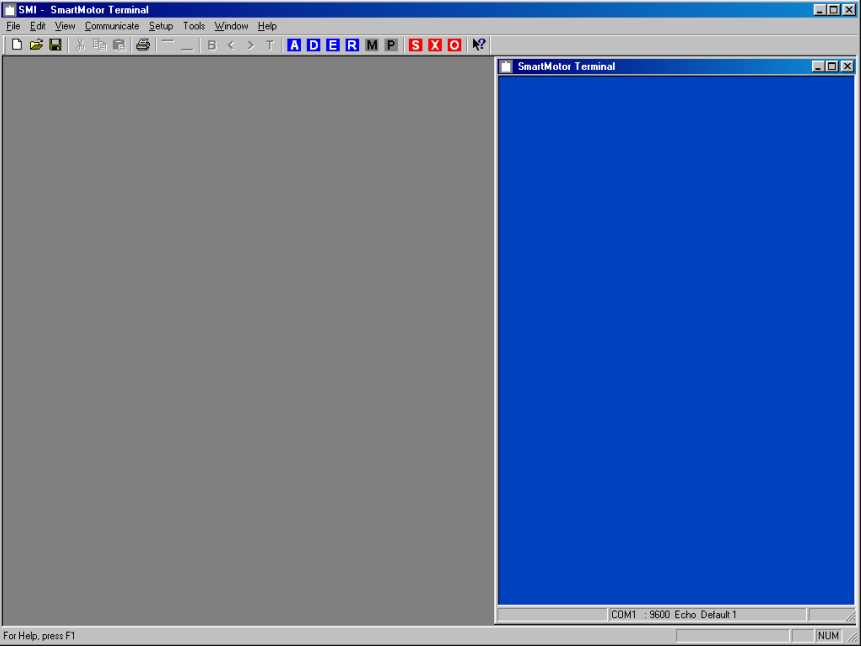 SMI - SmartMotor Terminal
File Edit View Communicate Setup Tools Window Help
B < > T A D E R M P S X O ?
SmartMotor Terminal
COM1 : 9600 Echo Default 1
For Help, press F1
NUM